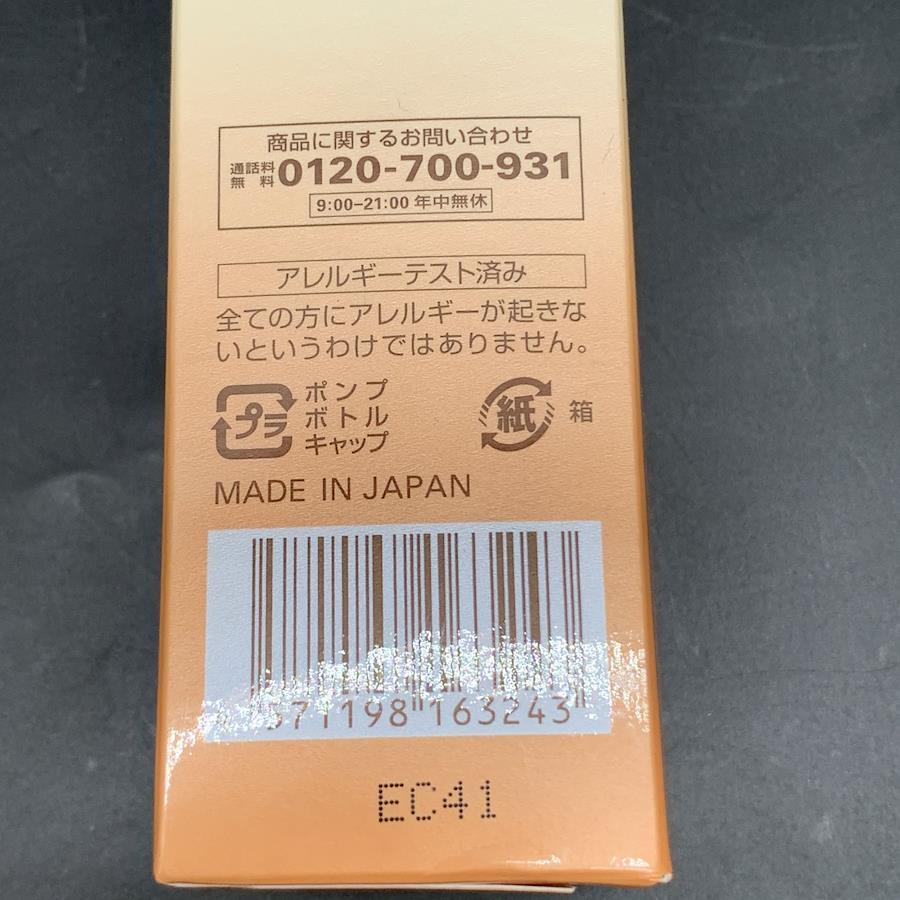 商品に関するお問い合わせ
通話料
無 料
0120-700-931
9:00–21:00 年中無休
アレルギーテスト済み
全ての方にアレルギーが起きな
いというわけではありません。
プラ
ポンプ
ボトル
キャップ
紙
箱
MADE IN JAPAN
571198 163243
EC41